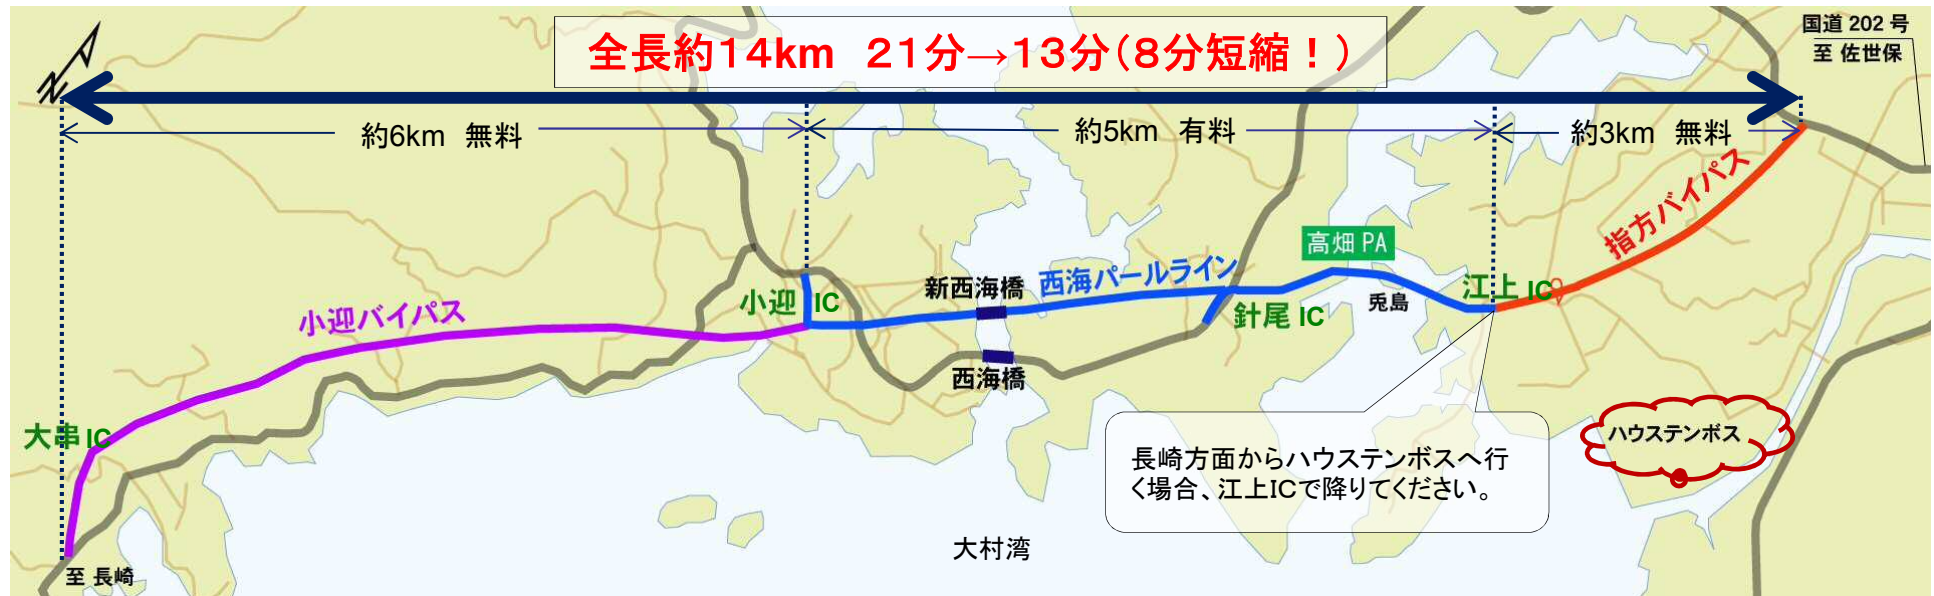 全長約14km　21分→13分(8分短縮！)
国道 202 号
至 佐世保
約6km　無料
約5km　有料
約3km　無料
指方バイパス
高畑 PA
西海パールライン
江上 IC
新西海橋
小迎 IC
兎島
針尾 IC
小迎バイパス
西海橋
大串 IC
ハウステンボス
長崎方面からハウステンボスへ行
く場合、江上ICで降りてください。
大村湾
至 長崎
N